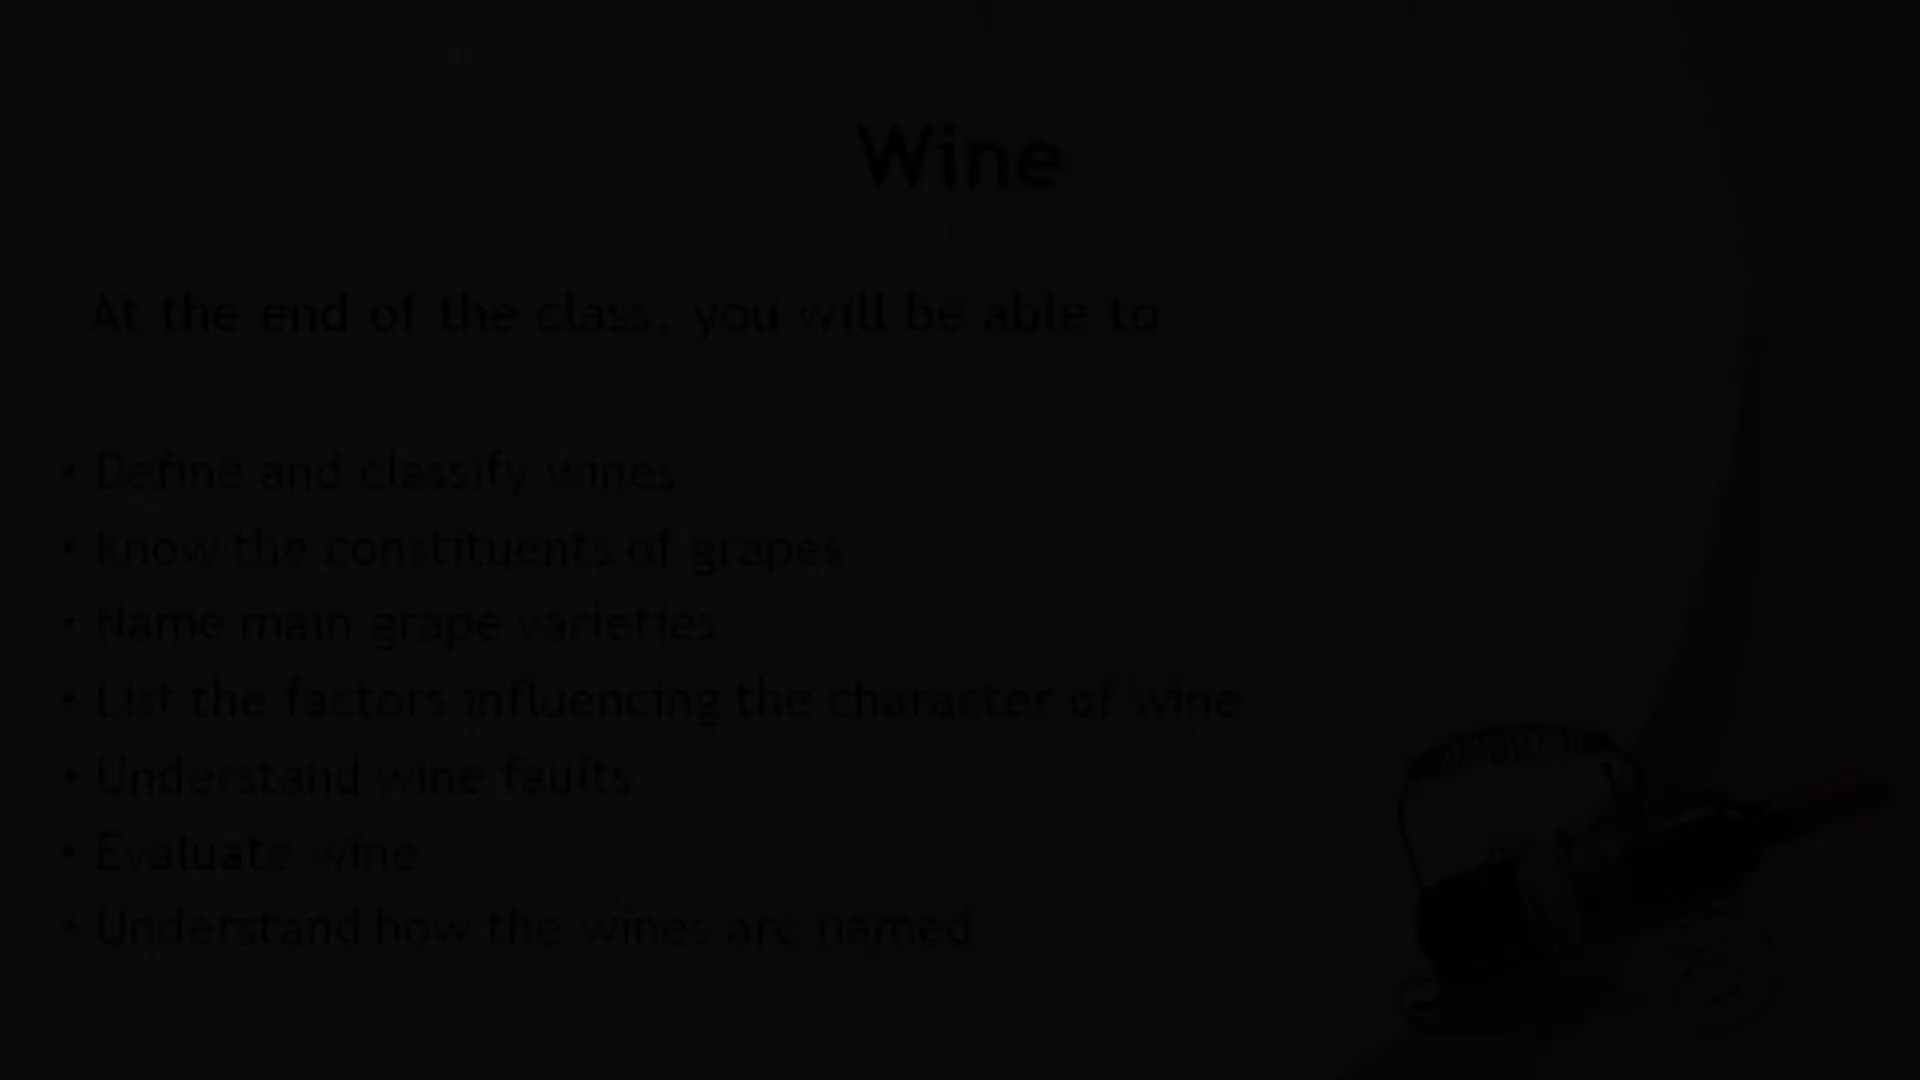 Wine
At the end of the class, you will be able to
• Define and classify wines
• Know the constituents of grapes
• Name main grape varieties
• List the factors influencing the character of wine
• Understand wine faults
• Evaluate wine
• Understand how the wines are named